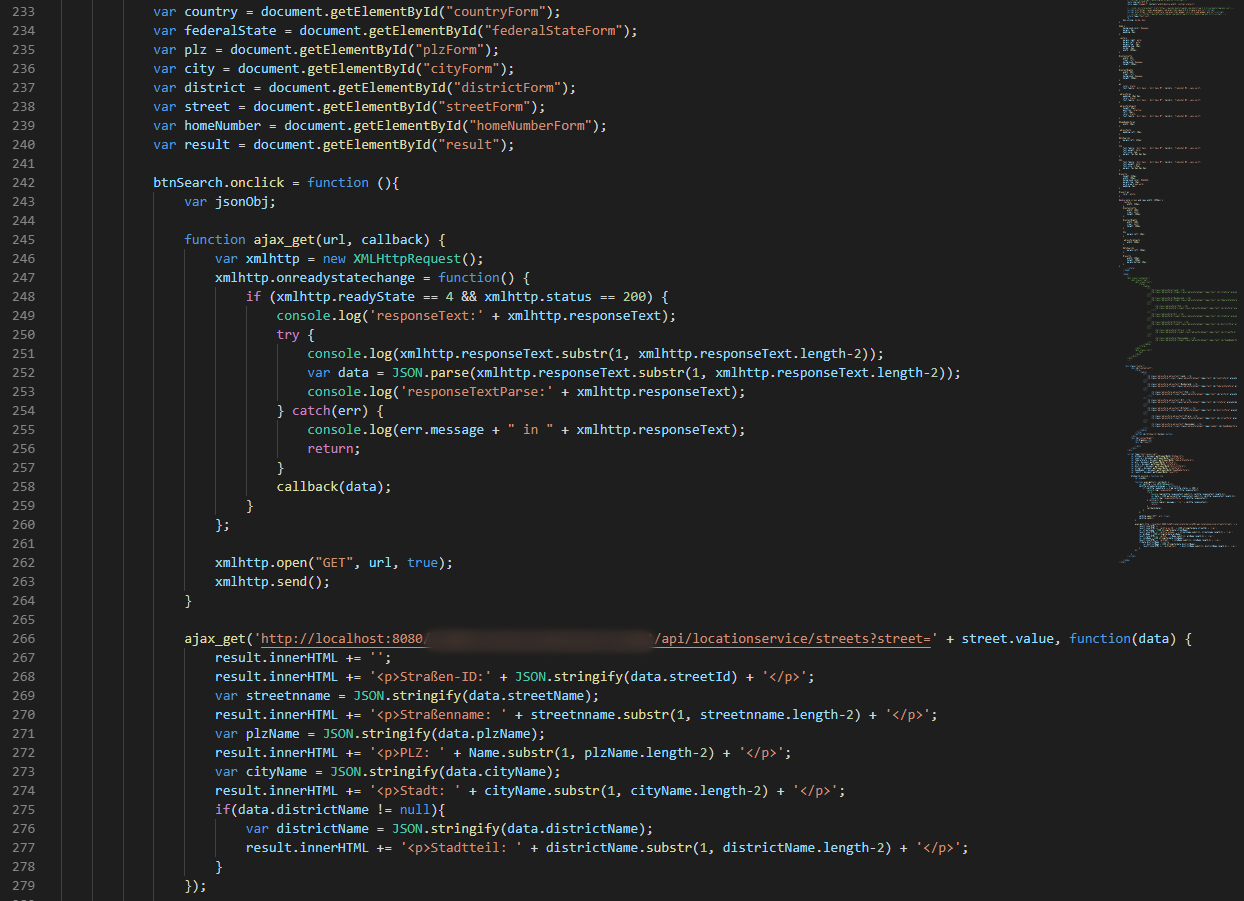 233 var country = document.getElementById("countryForm");
234 var federalState = document.getElementById("federalStateForm");
235 var plz = document.getElementById("plzForm");
236 var city = document.getElementById("cityForm");
237 var district = document.getElementById("districtForm");
238 var street = document.getElementById("streetForm");
239 var homeNumber = document.getElementById("homeNumberForm");
240 var result = document.getElementById("result");
241
242 btnSearch.onclick = function (){
243 var jsonObj;
244
245 function ajax_get(url, callback) {
246 var xmlhttp = new XMLHttpRequest();
247 xmlhttp.onreadystatechange = function() {
248 if (xmlhttp.readyState == 4 && xmlhttp.status == 200) {
249 console.log('responseText:' + xmlhttp.responseText);
250 try {
251 console.log(xmlhttp.responseText.substr(1, xmlhttp.responseText.length-2));
252 var data = JSON.parse(xmlhttp.responseText.substr(1, xmlhttp.responseText.length-2));
253 console.log('responseTextParse:' + xmlhttp.responseText);
254 } catch(err) {
255 console.log(err.message + " in " + xmlhttp.responseText);
256 return;
257 }
258 callback(data);
259 }
260 };
261
262 xmlhttp.open("GET", url, true);
263 xmlhttp.send();
264 }
265
266 ajax_get('http://localhost:8080/ /api/locationservice/streets?street=' + street.value, function(data) {
267 result.innerHTML += '';
268 result.innerHTML += '<p>Straßen-ID:' + JSON.stringify(data.streetId) + '</p>';
269 var streetnname = JSON.stringify(data.streetName);
270 result.innerHTML += '<p>Straßenname: ' + streetnname.substr(1, streetnname.length-2) + '</p>';
271 var plzName = JSON.stringify(data.plzName);
272 result.innerHTML += '<p>PLZ: ' + Name.substr(1, plzName.length-2) + '</p>';
273 var cityName = JSON.stringify(data.cityName);
274 result.innerHTML += '<p>Stadt: ' + cityName.substr(1, cityName.length-2) + '</p>';
275 if(data.districtName != null){
276 var districtName = JSON.stringify(data.districtName);
277 result.innerHTML += '<p>Stadtteil: ' + districtName.substr(1, districtName.length-2) + '</p>';
278 }
279 });